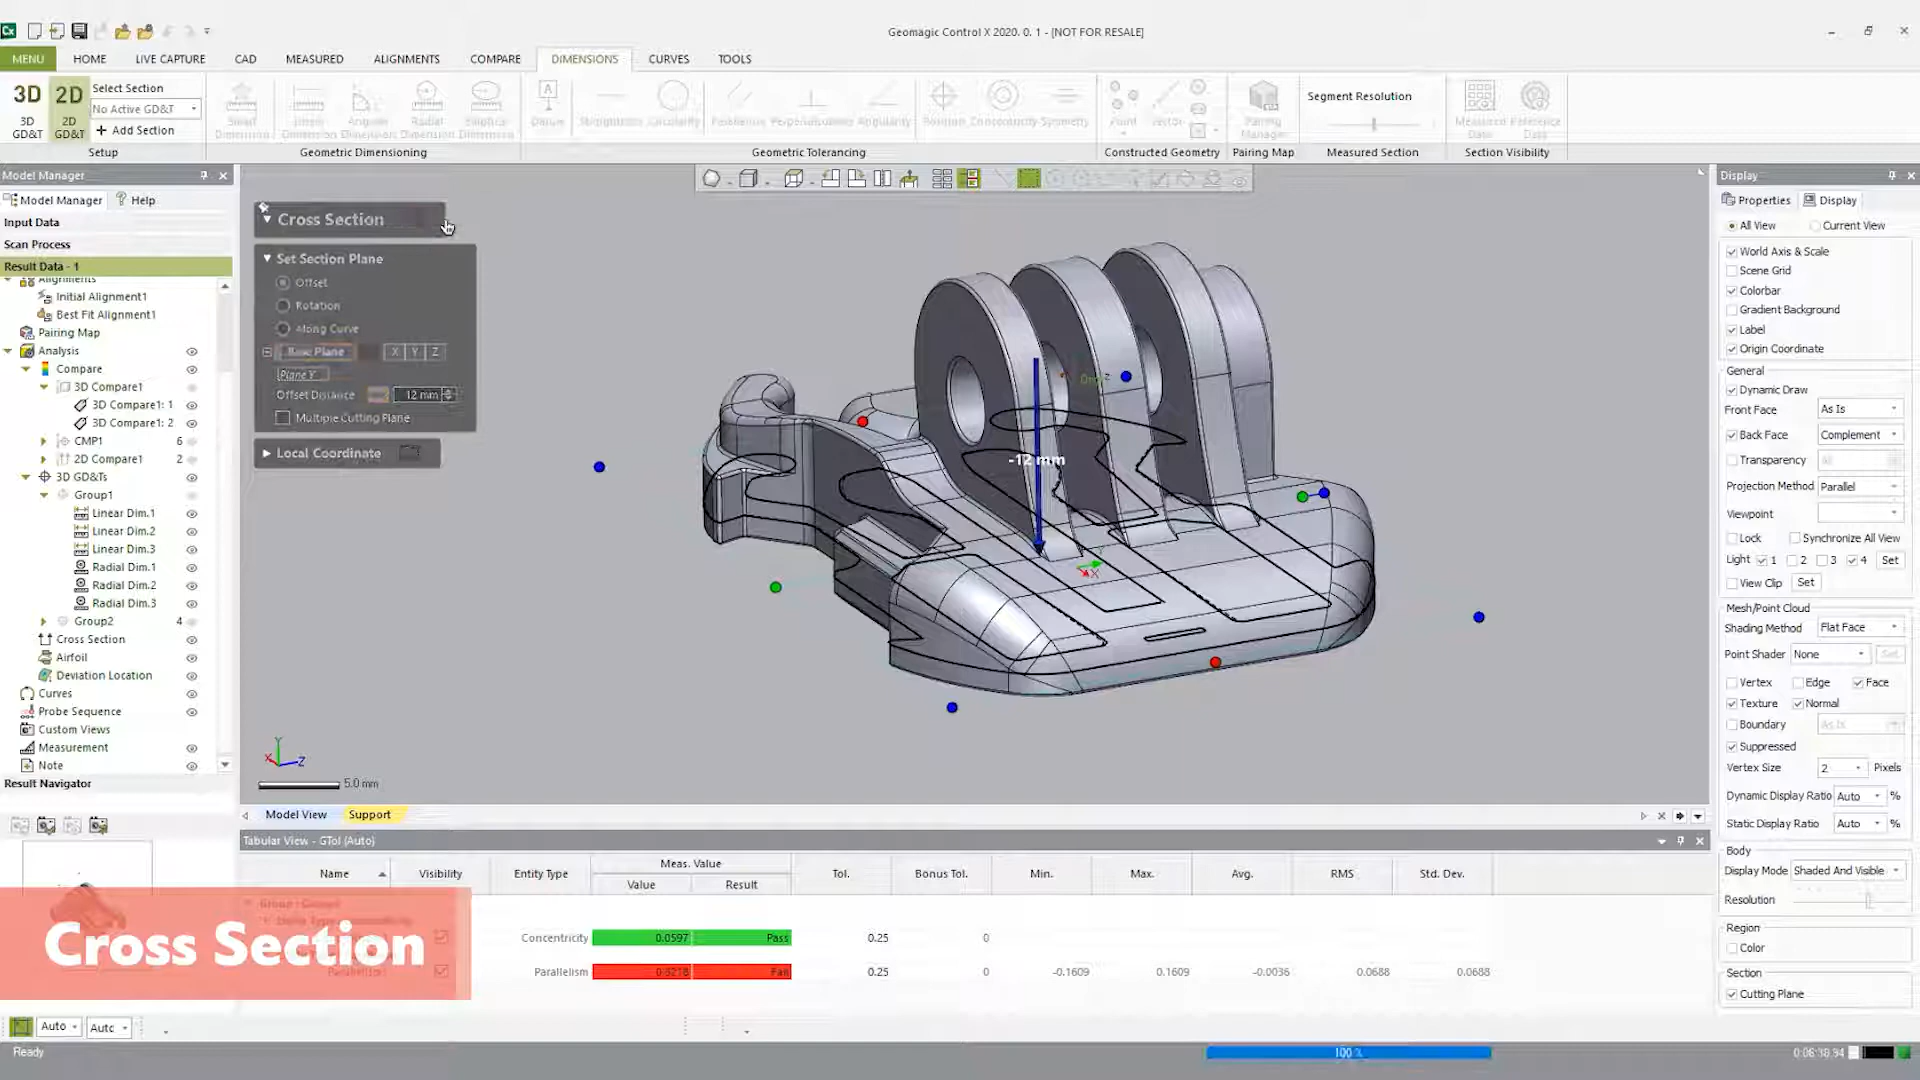 Geomagic Control X 2020. 0. 1 - [NOT FOR RESALE]
MENU HOME LIVE CAPTURE CAD MEASURED ALIGNMENTS COMPARE DIMENSIONS CURVES TOOLS
3D 2D Select Section
No Active GD&T
3D GD&T 2D GD&T + Add Section
Segment Resolution
Setup Geometric Dimensioning Geometric Tolerancing Constructed Geometry Pairing Map Measured Section Section Visibility
Model Manager
Model Manager Help
Input Data
Scan Process
Result Data - 1
Alignments
Initial Alignment1
Best Fit Alignment1
Pairing Map
Analysis
Compare
3D Compare1
3D Compare1: 1
3D Compare1: 2
CMP1 6
2D Compare1 2
3D GD&Ts
Group1
Linear Dim.1
Linear Dim.2
Linear Dim.3
Radial Dim.1
Radial Dim.2
Radial Dim.3
Group2 4
Cross Section
Airfoil
Deviation Location
Curves
Probe Sequence
Custom Views
Measurement
Note
Result Navigator
Cross Section
Set Section Plane
Offset
Rotation
Along Curve
Base Plane X Y Z
Plane Y
Offset Distance 12 mm
Multiple Cutting Plane
Local Coordinate
-12 mm
X
Y
X Z
5.0 mm
Model View Support
Tabular View - GTol (Auto)
Name Visibility Entity Type Meas. Value Tol. Bonus Tol. Min. Max. Avg. RMS Std. Dev.
Value Result
Concentricity 0.0597 Pass 0.25 0
Parallelism 0.3218 Fail 0.25 0 -0.1609 0.1609 -0.0036 0.0688 0.0688
Cross Section
Auto Auto
Ready 100 % 0:06:38.94
Display
Properties Display
All View Current View
World Axis & Scale
Scene Grid
Colorbar
Gradient Background
Label
Origin Coordinate
General
Dynamic Draw
Front Face As Is
Back Face Complement
Transparency
Projection Method Parallel
Viewpoint
Lock Synchronize All View
Light 1 2 3 4 Set
View Clip Set
Mesh/Point Cloud
Shading Method Flat Face
Point Shader None
Vertex Edge Face
Texture Normal
Boundary As Is
Suppressed
Vertex Size 2 Pixels
Dynamic Display Ratio Auto %
Static Display Ratio Auto %
Body
Display Mode Shaded And Visible
Resolution
Region
Color
Section
Cutting Plane